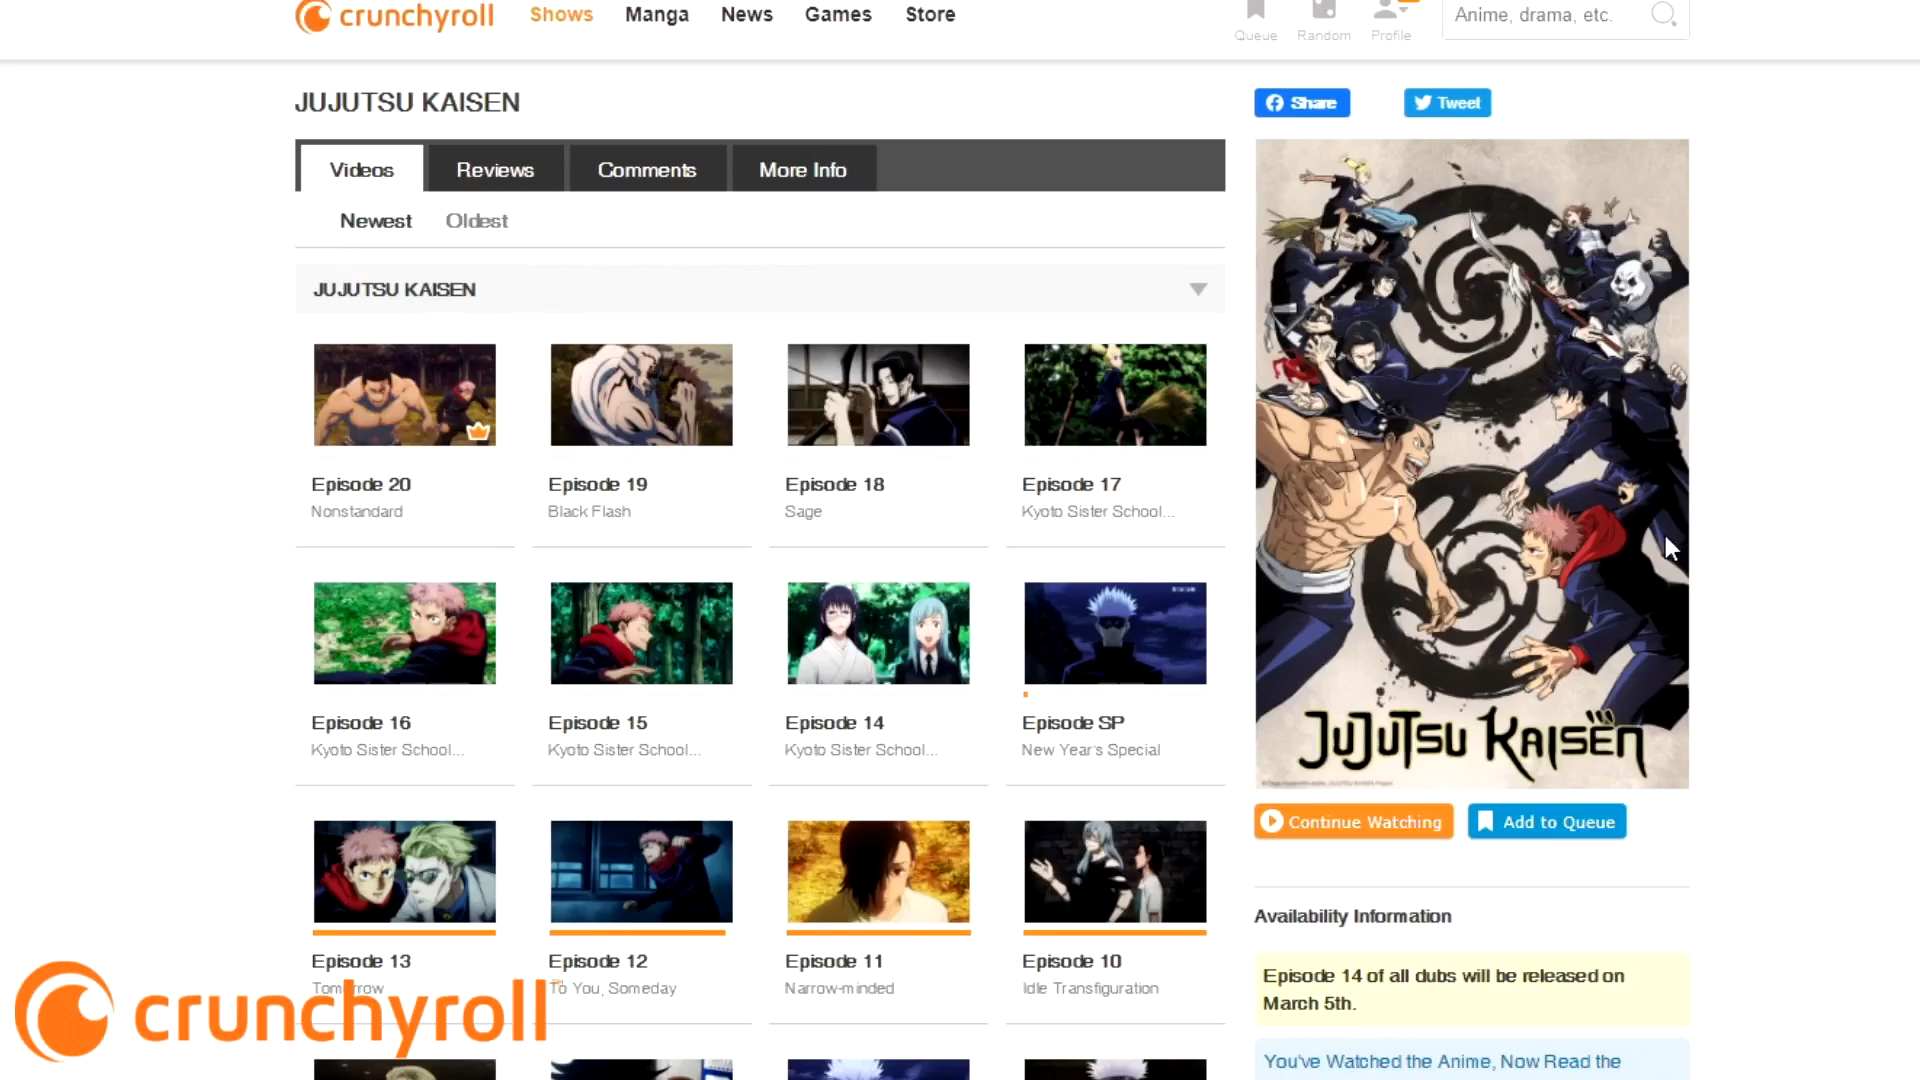 crunchyroll
Shows Manga News Games Store
Queue Random Profile
Anime, drama, etc.
JUJUTSU KAISEN
Share Tweet
Videos Reviews Comments More Info
Newest Oldest
JUJUTSU KAISEN
Episode 20
Nonstandard
Episode 19
Black Flash
Episode 18
Sage
Episode 17
Kyoto Sister School...
Episode 16
Kyoto Sister School...
Episode 15
Kyoto Sister School...
Episode 14
Kyoto Sister School...
Episode SP
New Year's Special
Episode 13
Tomorrow
Episode 12
To You, Someday
Episode 11
Narrow-minded
Episode 10
Idle Transfiguration
JUJUTSU KAISEN
Continue Watching Add to Queue
Availability Information
Episode 14 of all dubs will be released on
March 5th.
You've Watched the Anime, Now Read the
crunchyroll